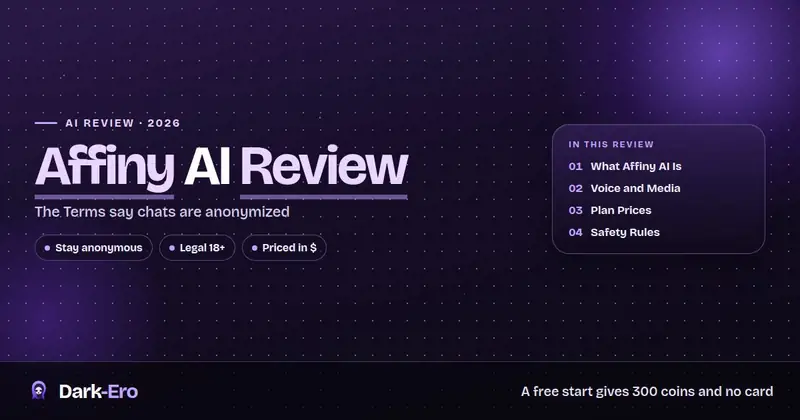 AI REVIEW · 2026
Affiny AI Review
The Terms say chats are anonymized
Stay anonymous
Legal 18+
Priced in $
IN THIS REVIEW
01 What Affiny AI Is
02 Voice and Media
03 Plan Prices
04 Safety Rules
Dark-Ero
A free start gives 300 coins and no card